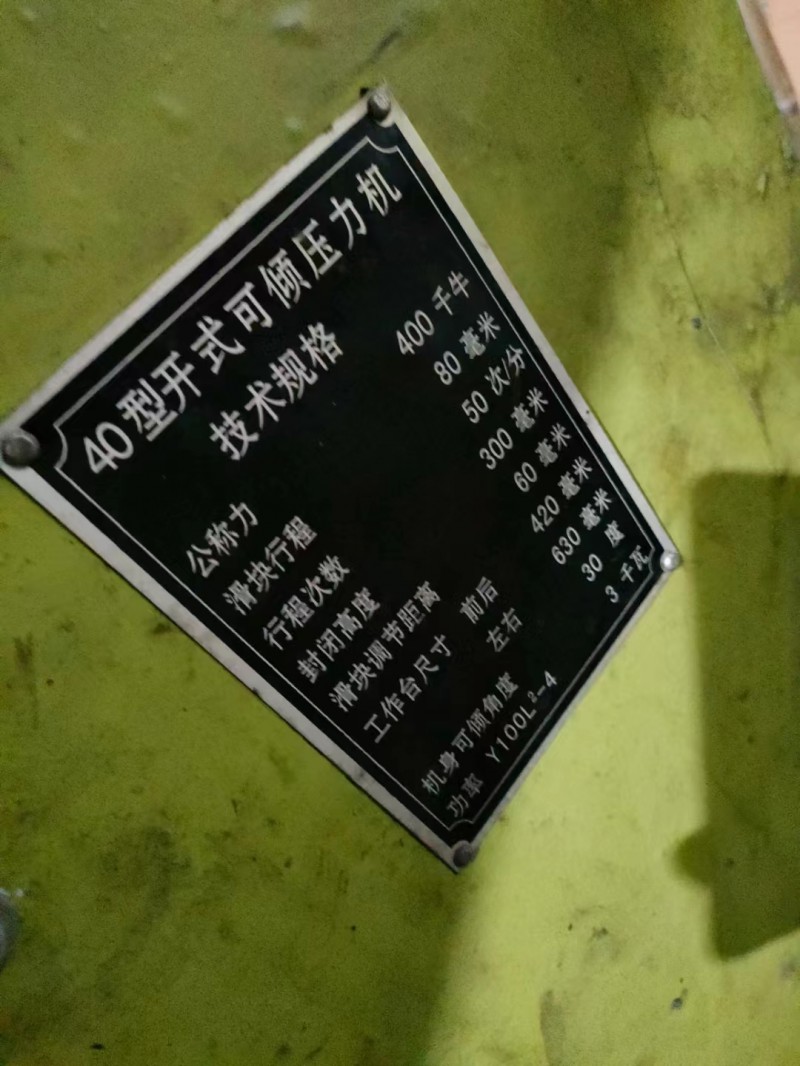 40型开式可倾压力机
技术规格
公称力 400 千牛
滑块行程 80 毫米
行程次数 50 次/分
封闭高度 300 毫米
滑块调节距离 60 毫米
工作台尺寸 前后 420 毫米
左右 630 毫米
机身可倾角度 30 度
功率 Y100L²-4 3 千瓦